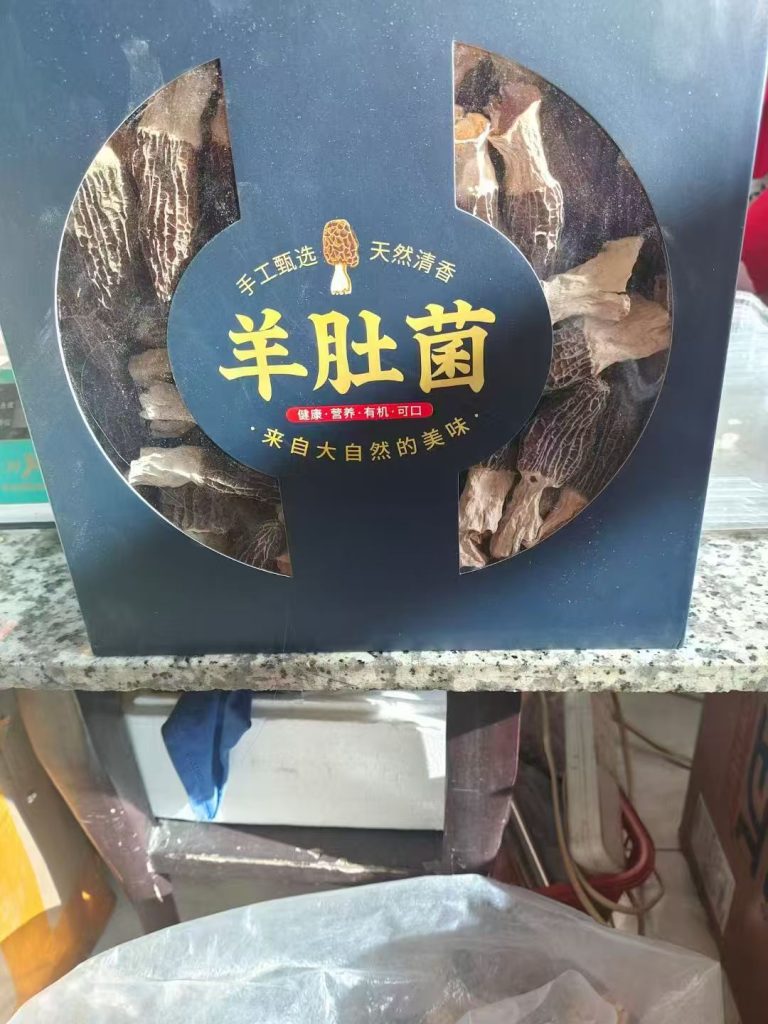 手工甄选 天然清香
羊肚菌
健康·营养·有机·可口
·来自大自然的美味·